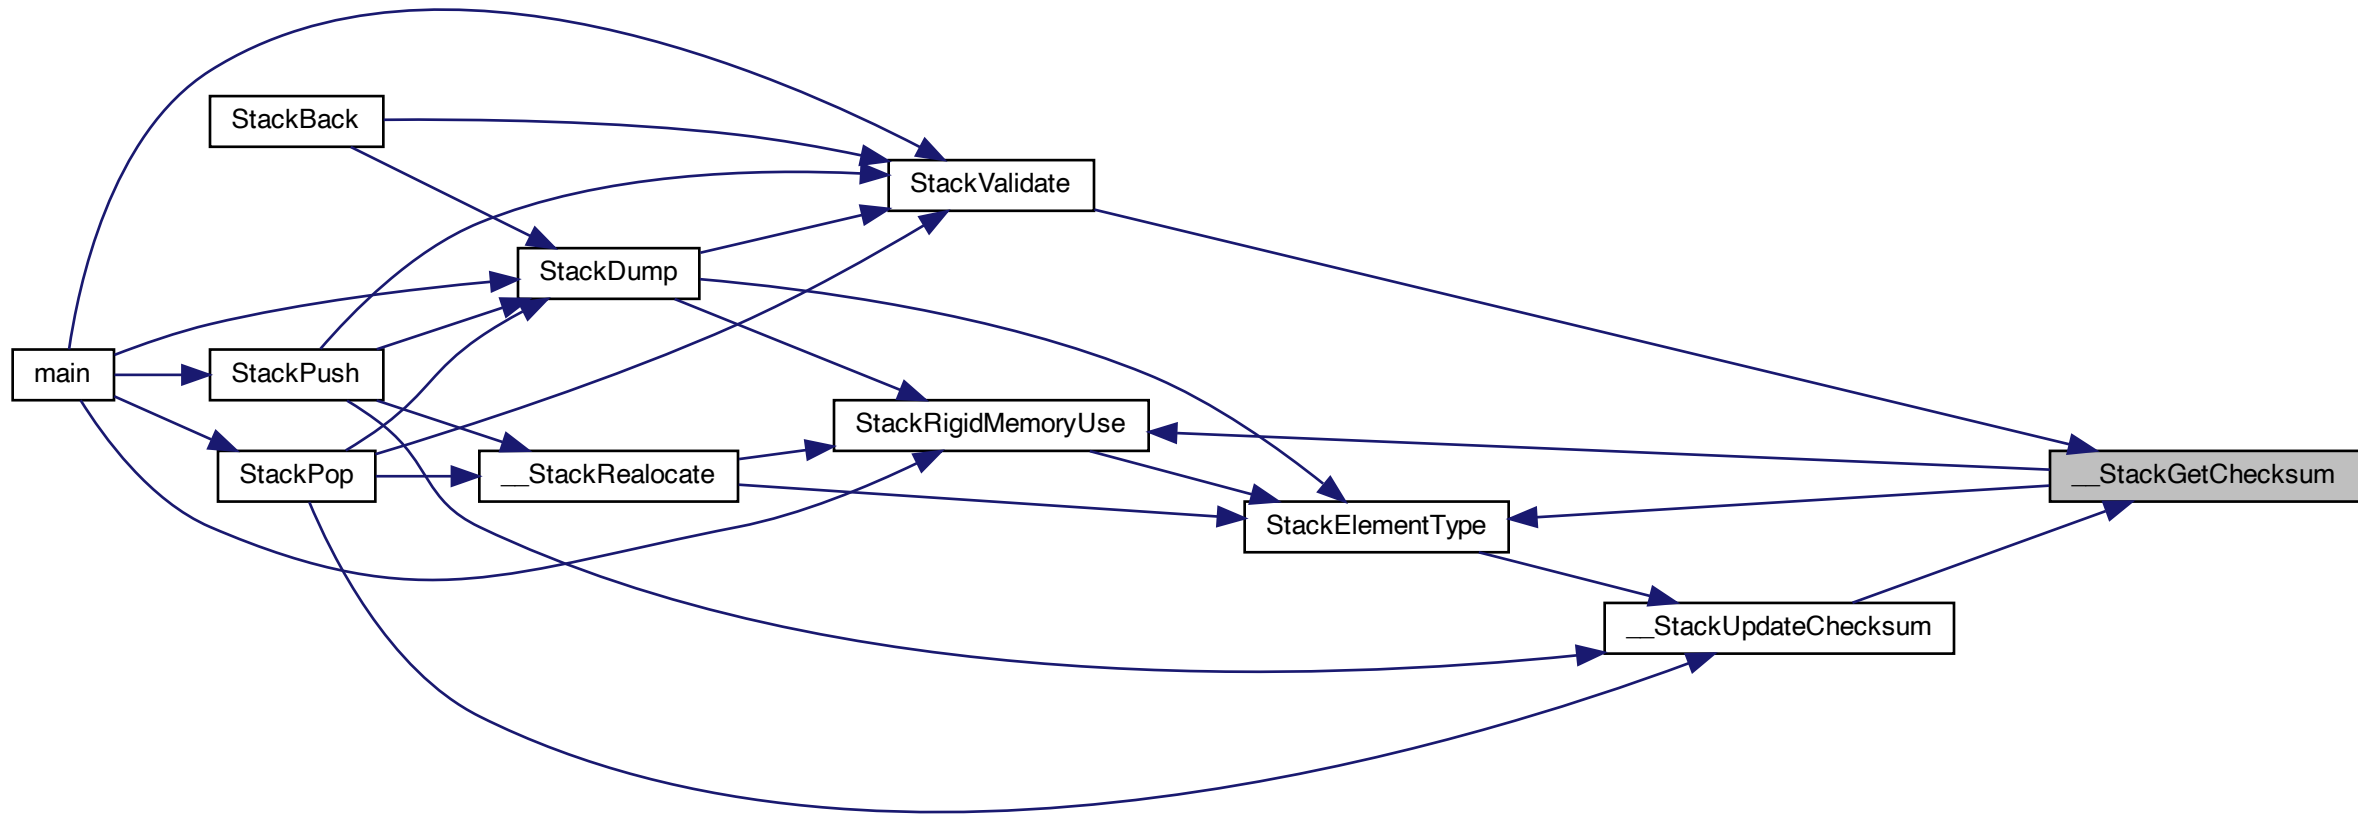 StackBack
StackValidate
StackDump
main
StackPush
StackRigidMemoryUse
StackPop
__StackRealocate
__StackGetChecksum
StackElementType
__StackUpdateChecksum